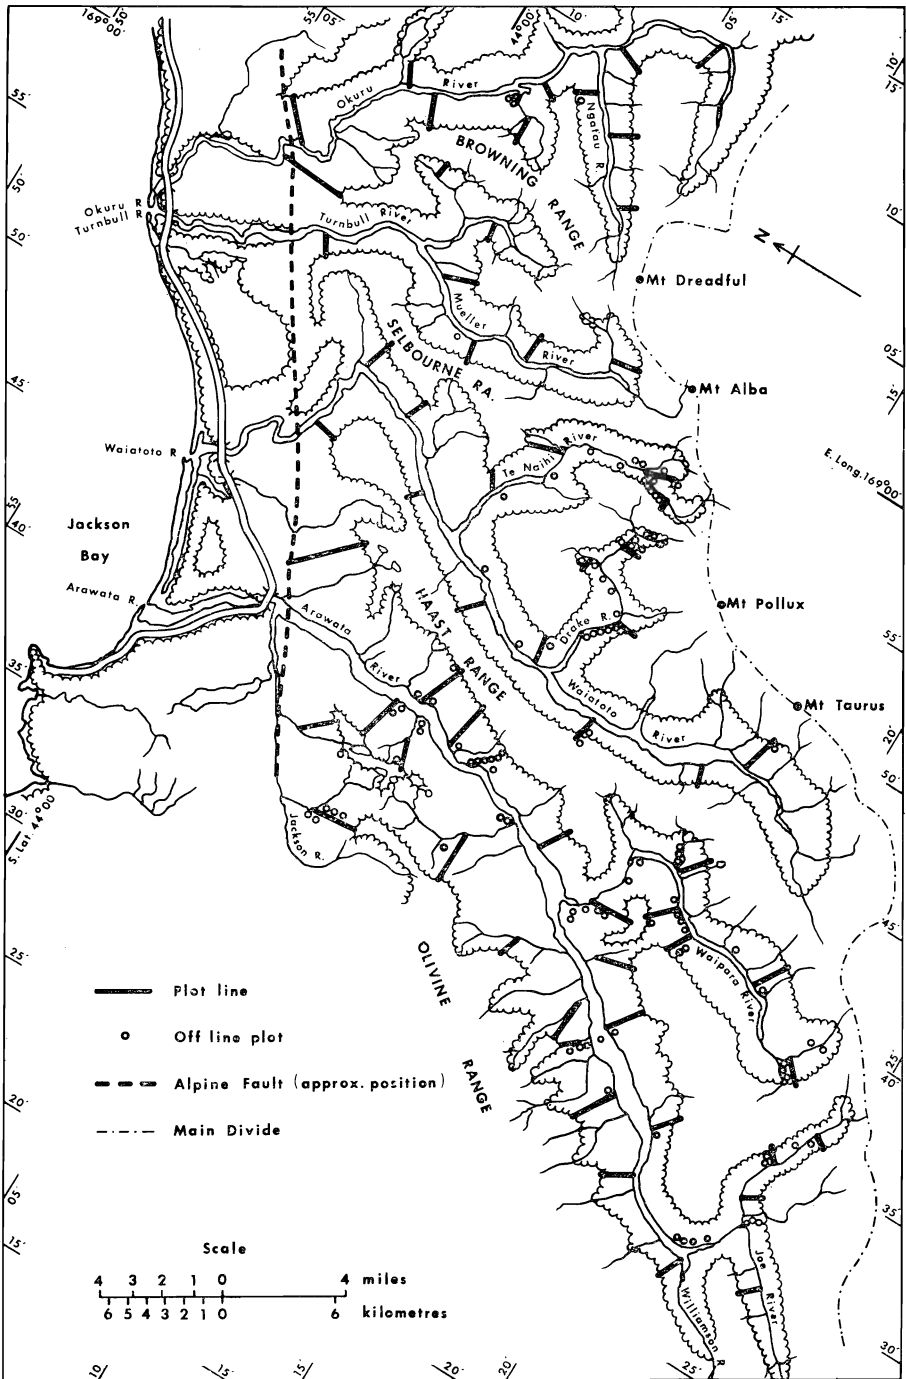 169°00'
50'
55
05'
44°00'
10'
05'
15'
10'
15'
55'
50'
Okuru
River
Ngatau R.
BROWNING
RANGE
Okuru R
Turnbull R
Turnbull River
10'
50'
N
Mt Dreadful
Mueller
River
SELBOURNE RA.
05'
15'
45'
Mt Alba
Waiatoto R
Te Naihi River
E. Long. 169°00'
55
40'
Jackson
Bay
Arawata R.
Arawata
River
HAAST
RANGE
Drake R.
Mt Pollux
55'
35'
Waiatoto
River
Mt Taurus
20'
50'
30'
S. Lat. 44°00
Jackson R.
45'
25'
OLIVINE
RANGE
Waipara River
Plot line
Off line plot
Alpine Fault (approx. position)
Main Divide
25'
40'
20'
05'
15'
35'
Scale
4 3 2 1 0 4 miles
6 5 4 3 2 1 0 6 kilometres
Joe
River
Williamson R
30'
10'
15'
15'
20'
20'
25'